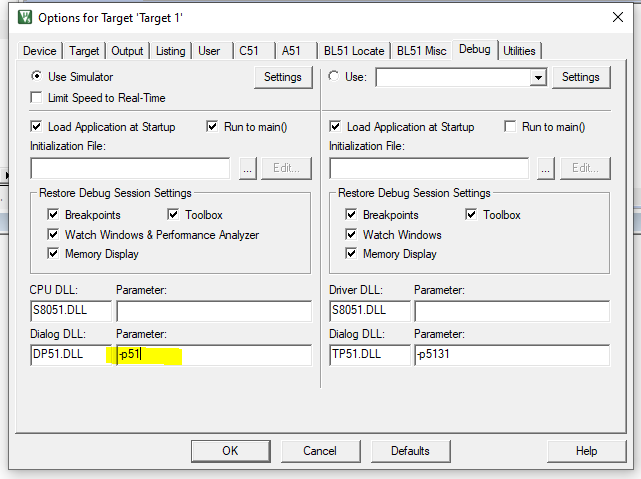 Options for Target 'Target 1'
Device Target Output Listing User C51 A51 BL51 Locate BL51 Misc Debug Utilities
Use Simulator Settings Use: Settings
Limit Speed to Real-Time
Load Application at Startup Run to main() Load Application at Startup Run to main()
Initialization File: Initialization File:
... Edit... ... Edit...
Restore Debug Session Settings Restore Debug Session Settings
Breakpoints Toolbox Breakpoints Toolbox
Watch Windows & Performance Analyzer Watch Windows
Memory Display Memory Display
CPU DLL: Parameter: Driver DLL: Parameter:
S8051.DLL S8051.DLL
Dialog DLL: Parameter: Dialog DLL: Parameter:
DP51.DLL -p51 TP51.DLL -p5131
OK Cancel Defaults Help